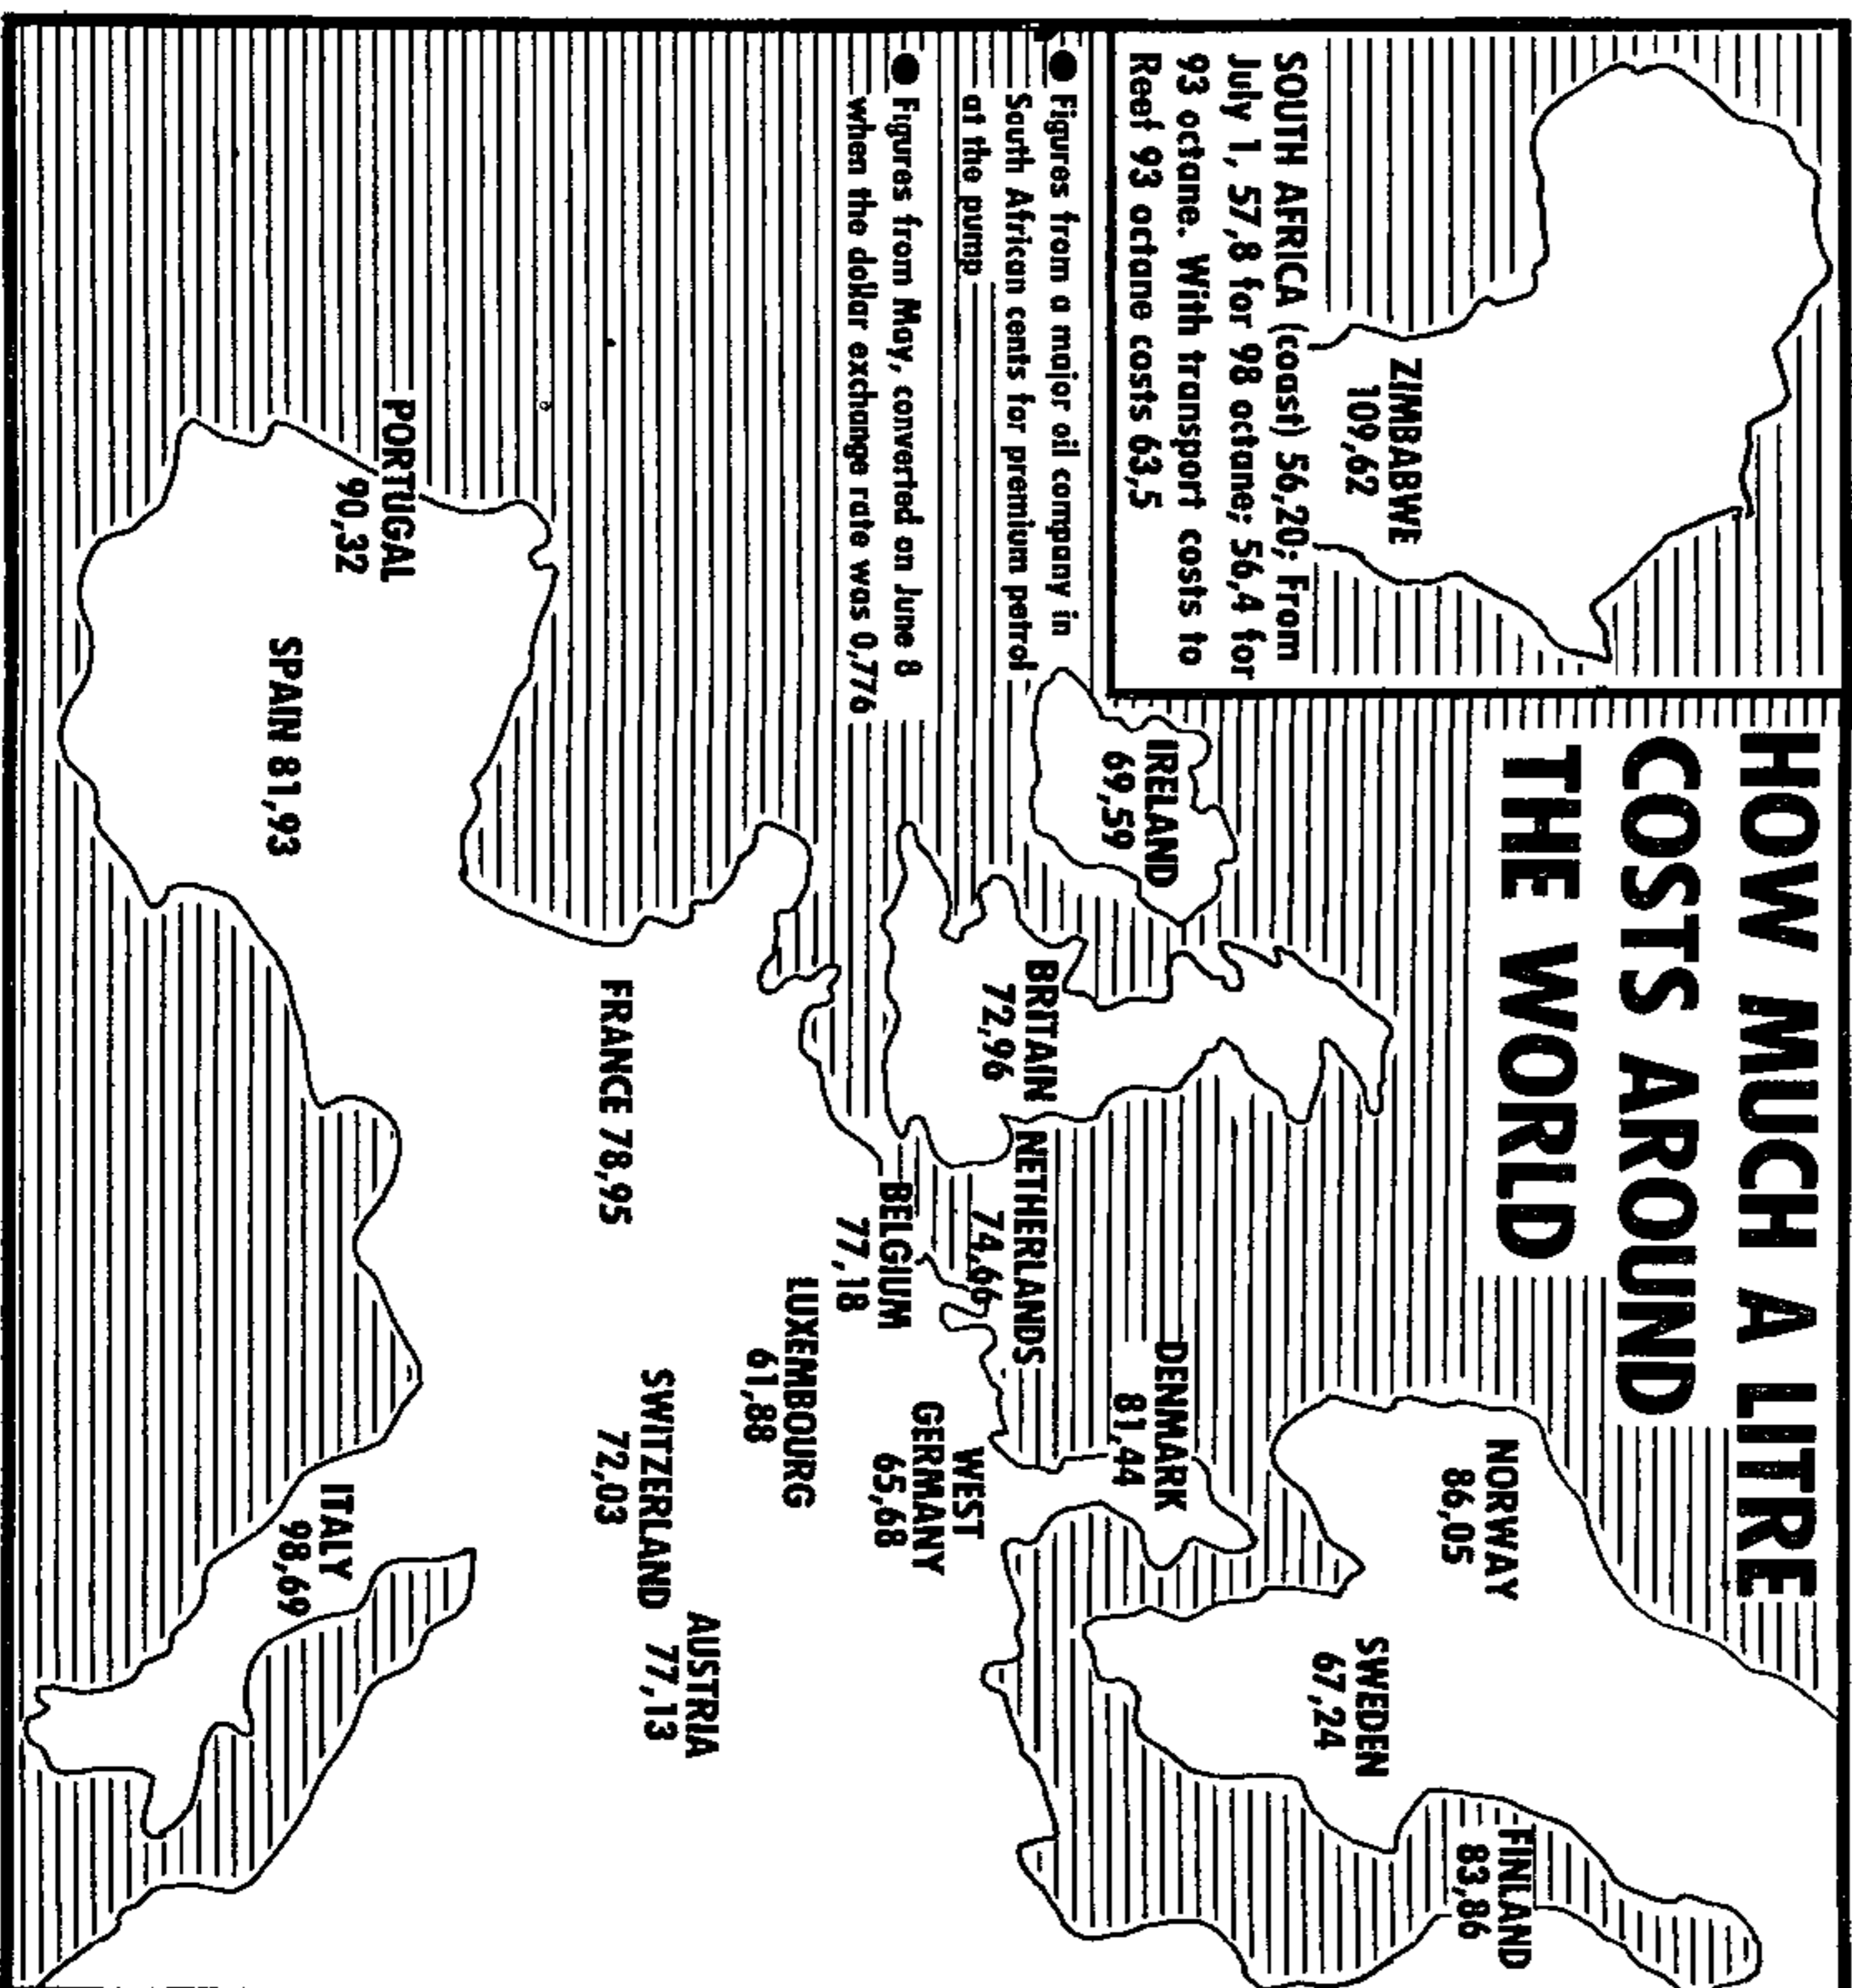 HOW MUCH A LITRE
COSTS AROUND
THE WORLD
ZIMBABWE
109,62
SOUTH AFRICA (coast) 56,20; From
July 1, 57,8 for 98 octane; 56,4 for
93 octane. With transport costs to
Reef 93 octane costs 63,5
● Figures from a major oil company in
South African cents for premium petrol
at the pump
● Figures from May, converted on June 8
when the dollar exchange rate was 0,776
NORWAY
86,05
SWEDEN
67,24
FINLAND
83,86
IRELAND
69,59
BRITAIN
72,96
DENMARK
81,44
NETHERLANDS
74,66
WEST
GERMANY
65,68
BELGIUM
77,18
LUXEMBOURG
61,88
AUSTRIA
77,13
SWITZERLAND
72,03
FRANCE 78,95
PORTUGAL
90,32
SPAIN 81,93
ITALY
98,69